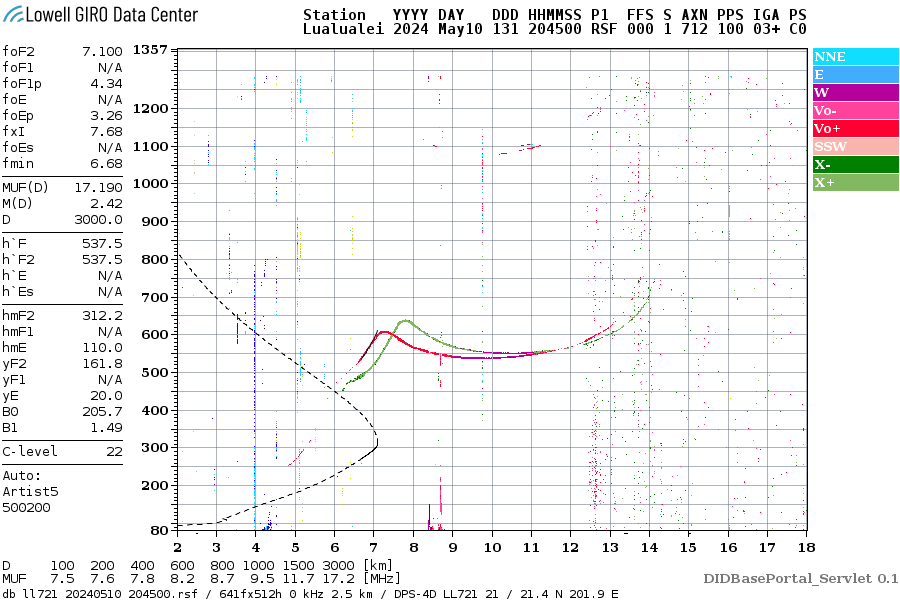 Lowell GIRO Data Center
Station YYYY DAY DDD HHMMSS P1 FFS S AXN PPS IGA PS
Lualualei 2024 May10 131 204500 RSF 000 1 712 100 03+ C0
foF2 7.100
foF1 N/A
foF1p 4.34
foE N/A
foEp 3.26
fxI 7.68
foEs N/A
fmin 6.68
MUF(D) 17.190
M(D) 2.42
D 3000.0
h`F 537.5
h`F2 537.5
h`E N/A
h`Es N/A
hmF2 312.2
hmF1 N/A
hmE 110.0
yF2 161.8
yF1 N/A
yE 20.0
B0 205.7
B1 1.49
C-level 22
Auto:
Artist5
500200
1357
1200
1100
1000
900
800
700
600
500
400
300
200
80
2 3 4 5 6 7 8 9 10 11 12 13 14 15 16 17 18
NNE
E
W
Vo-
Vo+
SSW
X-
X+
D 100 200 400 600 800 1000 1500 3000 [km]
MUF 7.5 7.6 7.8 8.2 8.7 9.5 11.7 17.2 [MHz]
DIDBasePortal_Servlet 0.1
db ll721 20240510 204500.rsf / 641fx512h 0 kHz 2.5 km / DPS-4D LL721 21 / 21.4 N 201.9 E